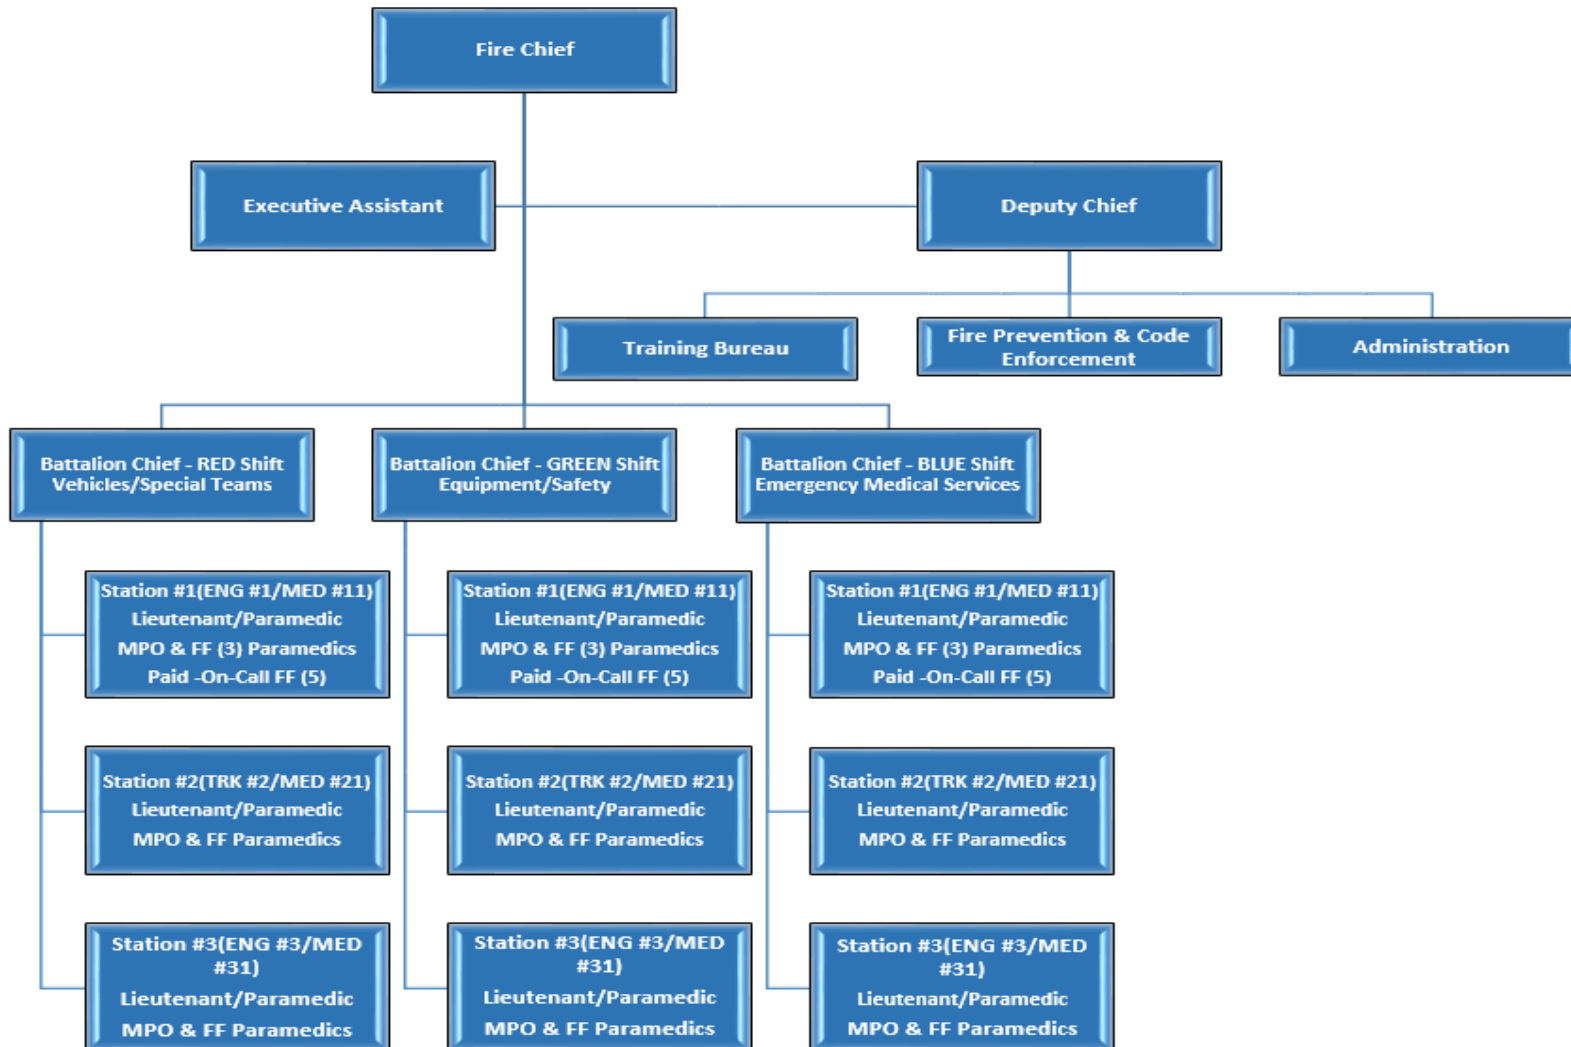 Fire Chief
Executive Assistant
Deputy Chief
Training Bureau
Fire Prevention & Code
Enforcement
Administration
Battalion Chief - RED Shift
Vehicles/Special Teams
Battalion Chief - GREEN Shift
Equipment/Safety
Battalion Chief - BLUE Shift
Emergency Medical Services
Station #1(ENG #1/MED #11)
Lieutenant/Paramedic
MPO & FF (3) Paramedics
Paid -On-Call FF (5)
Station #1(ENG #1/MED #11)
Lieutenant/Paramedic
MPO & FF (3) Paramedics
Paid -On-Call FF (5)
Station #1(ENG #1/MED #11)
Lieutenant/Paramedic
MPO & FF (3) Paramedics
Paid -On-Call FF (5)
Station #2(TRK #2/MED #21)
Lieutenant/Paramedic
MPO & FF Paramedics
Station #2(TRK #2/MED #21)
Lieutenant/Paramedic
MPO & FF Paramedics
Station #2(TRK #2/MED #21)
Lieutenant/Paramedic
MPO & FF Paramedics
Station #3(ENG #3/MED
#31)
Lieutenant/Paramedic
MPO & FF Paramedics
Station #3(ENG #3/MED
#31)
Lieutenant/Paramedic
MPO & FF Paramedics
Station #3(ENG #3/MED
#31)
Lieutenant/Paramedic
MPO & FF Paramedics